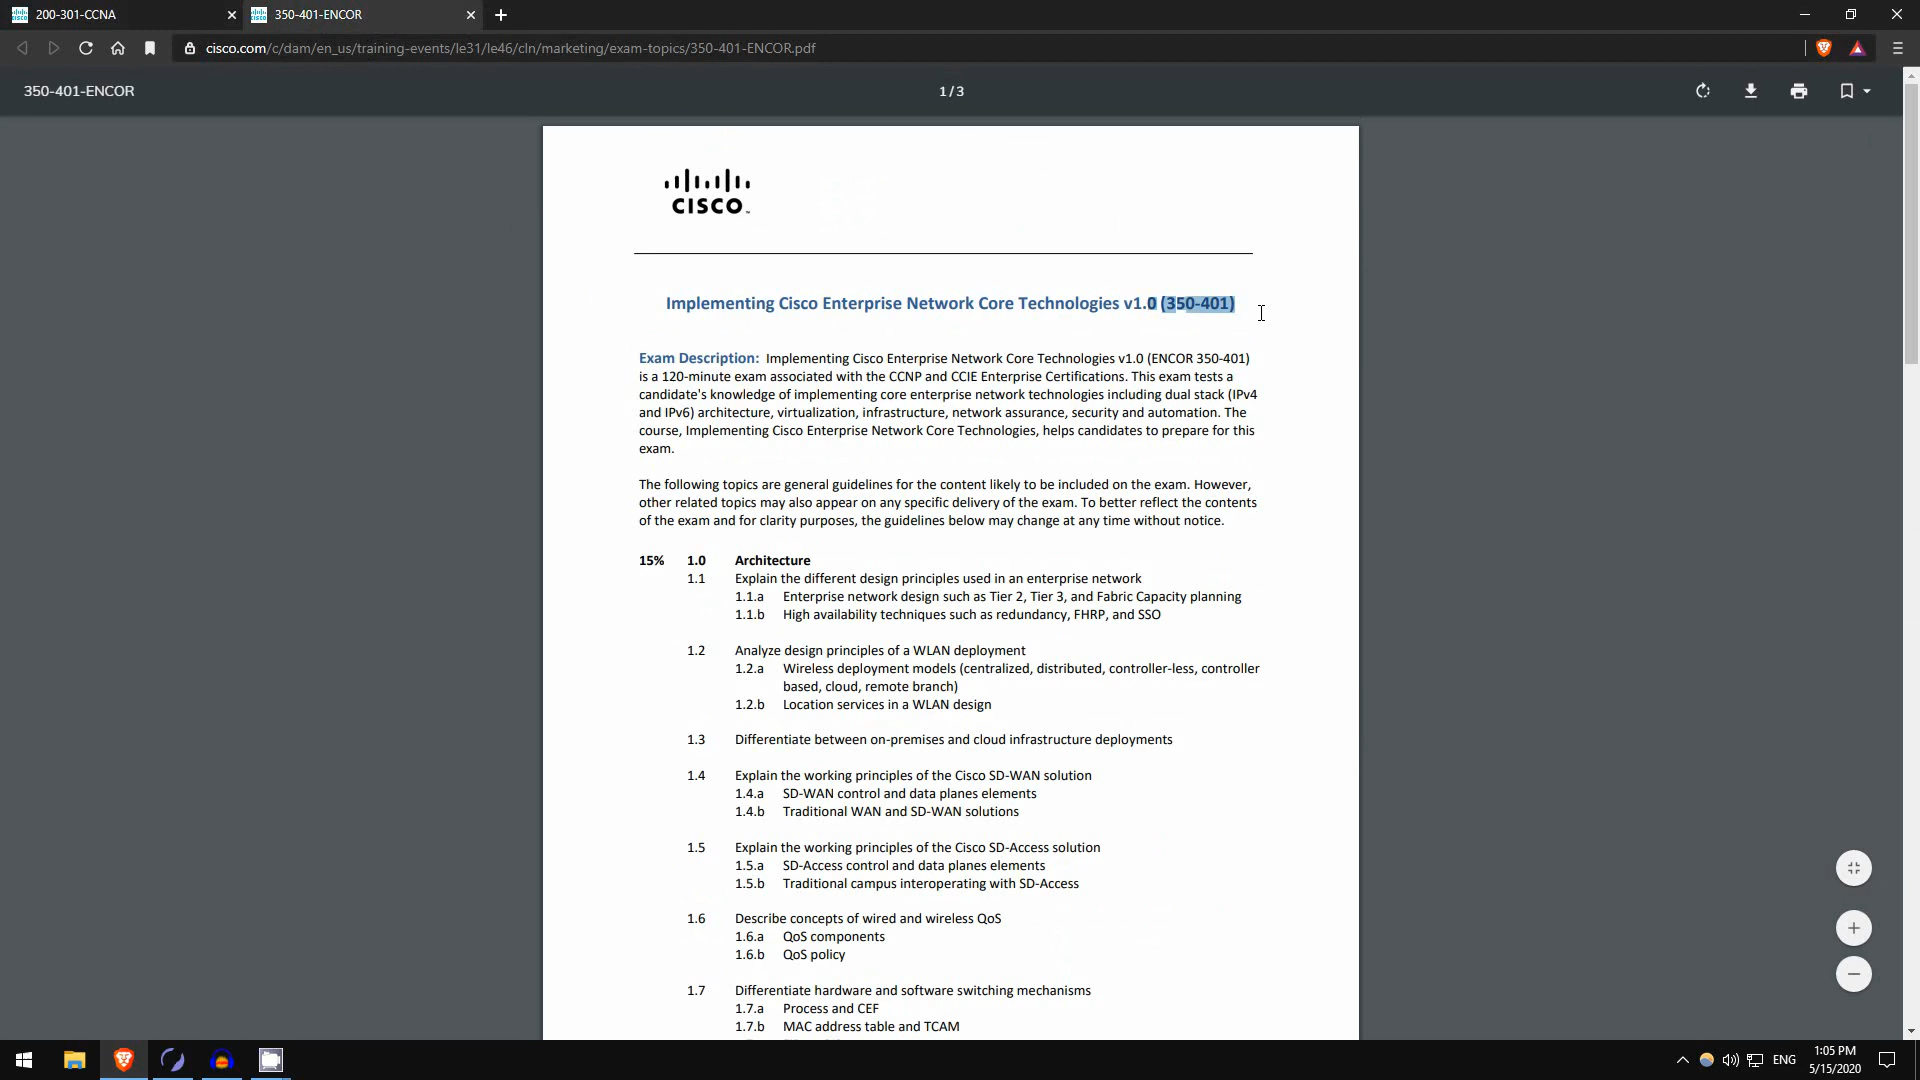 200-301-CCNA
350-401-ENCOR
cisco.com/c/dam/en_us/training-events/le31/le46/cln/marketing/exam-topics/350-401-ENCOR.pdf
350-401-ENCOR
1 / 3
CISCO
Implementing Cisco Enterprise Network Core Technologies v1.0 (350-401)
Exam Description: Implementing Cisco Enterprise Network Core Technologies v1.0 (ENCOR 350-401)
is a 120-minute exam associated with the CCNP and CCIE Enterprise Certifications. This exam tests a
candidate's knowledge of implementing core enterprise network technologies including dual stack (IPv4
and IPv6) architecture, virtualization, infrastructure, network assurance, security and automation. The
course, Implementing Cisco Enterprise Network Core Technologies, helps candidates to prepare for this
exam.
The following topics are general guidelines for the content likely to be included on the exam. However,
other related topics may also appear on any specific delivery of the exam. To better reflect the contents
of the exam and for clarity purposes, the guidelines below may change at any time without notice.
15% 1.0 Architecture
1.1 Explain the different design principles used in an enterprise network
1.1.a Enterprise network design such as Tier 2, Tier 3, and Fabric Capacity planning
1.1.b High availability techniques such as redundancy, FHRP, and SSO
1.2 Analyze design principles of a WLAN deployment
1.2.a Wireless deployment models (centralized, distributed, controller-less, controller
based, cloud, remote branch)
1.2.b Location services in a WLAN design
1.3 Differentiate between on-premises and cloud infrastructure deployments
1.4 Explain the working principles of the Cisco SD-WAN solution
1.4.a SD-WAN control and data planes elements
1.4.b Traditional WAN and SD-WAN solutions
1.5 Explain the working principles of the Cisco SD-Access solution
1.5.a SD-Access control and data planes elements
1.5.b Traditional campus interoperating with SD-Access
1.6 Describe concepts of wired and wireless QoS
1.6.a QoS components
1.6.b QoS policy
1.7 Differentiate hardware and software switching mechanisms
1.7.a Process and CEF
1.7.b MAC address table and TCAM
ENG
1:05 PM
5/15/2020